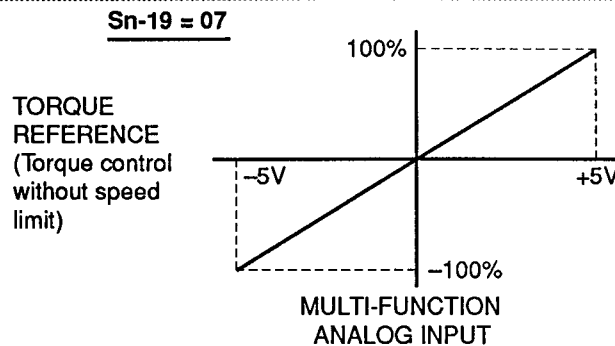 Sn-19 = 07
100%
TORQUE
REFERENCE
(Torque control
without speed
limit)
–5V
+5V
–100%
MULTI-FUNCTION
ANALOG INPUT